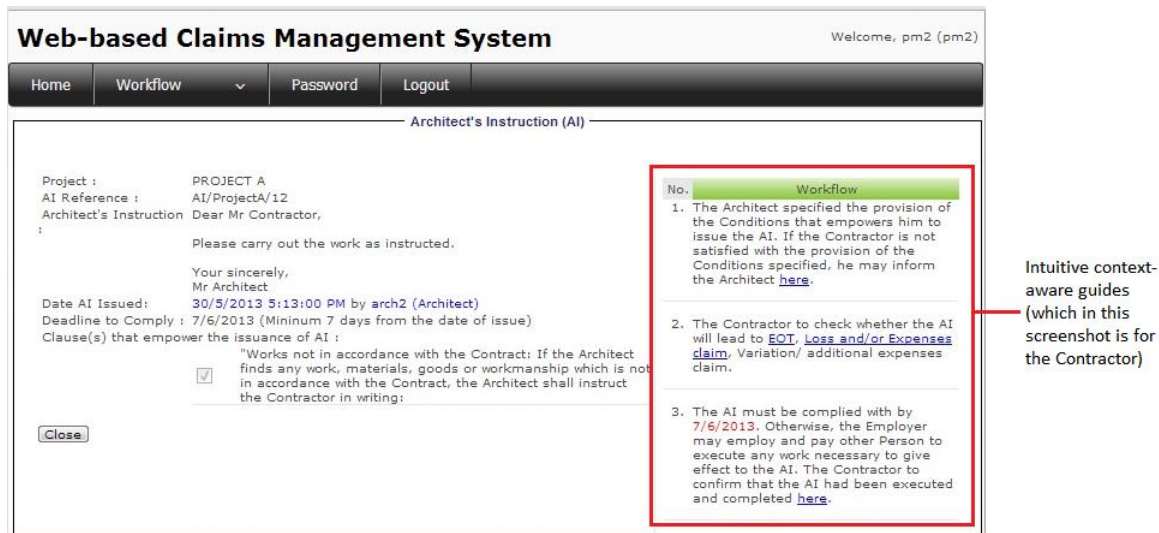 Web-based Claims Management System
Welcome, pm2 (pm2)
Home Workflow Password Logout
Architect's Instruction (AI)
Project : PROJECT A
AI Reference : AI/ProjectA/12
Architect's Instruction Dear Mr Contractor,
:
Please carry out the work as instructed.
Your sincerely,
Mr Architect
Date AI Issued: 30/5/2013 5:13:00 PM by arch2 (Architect)
Deadline to Comply : 7/6/2013 (Mininum 7 days from the date of issue)
Clause(s) that empower the issuance of AI :
"Works not in accordance with the Contract: If the Architect
finds any work, materials, goods or workmanship which is not
in accordance with the Contract, the Architect shall instruct
the Contractor in writing:
Close
No. Workflow
1. The Architect specified the provision of
the Conditions that empowers him to
issue the AI. If the Contractor is not
satisfied with the provision of the
Conditions specified, he may inform
the Architect here.
2. The Contractor to check whether the AI
will lead to EOT, Loss and/or Expenses
claim, Variation/ additional expenses
claim.
3. The AI must be complied with by
7/6/2013. Otherwise, the Employer
may employ and pay other Person to
execute any work necessary to give
effect to the AI. The Contractor to
confirm that the AI had been executed
and completed here.
Intuitive context-
aware guides
(which in this
screenshot is for
the Contractor)